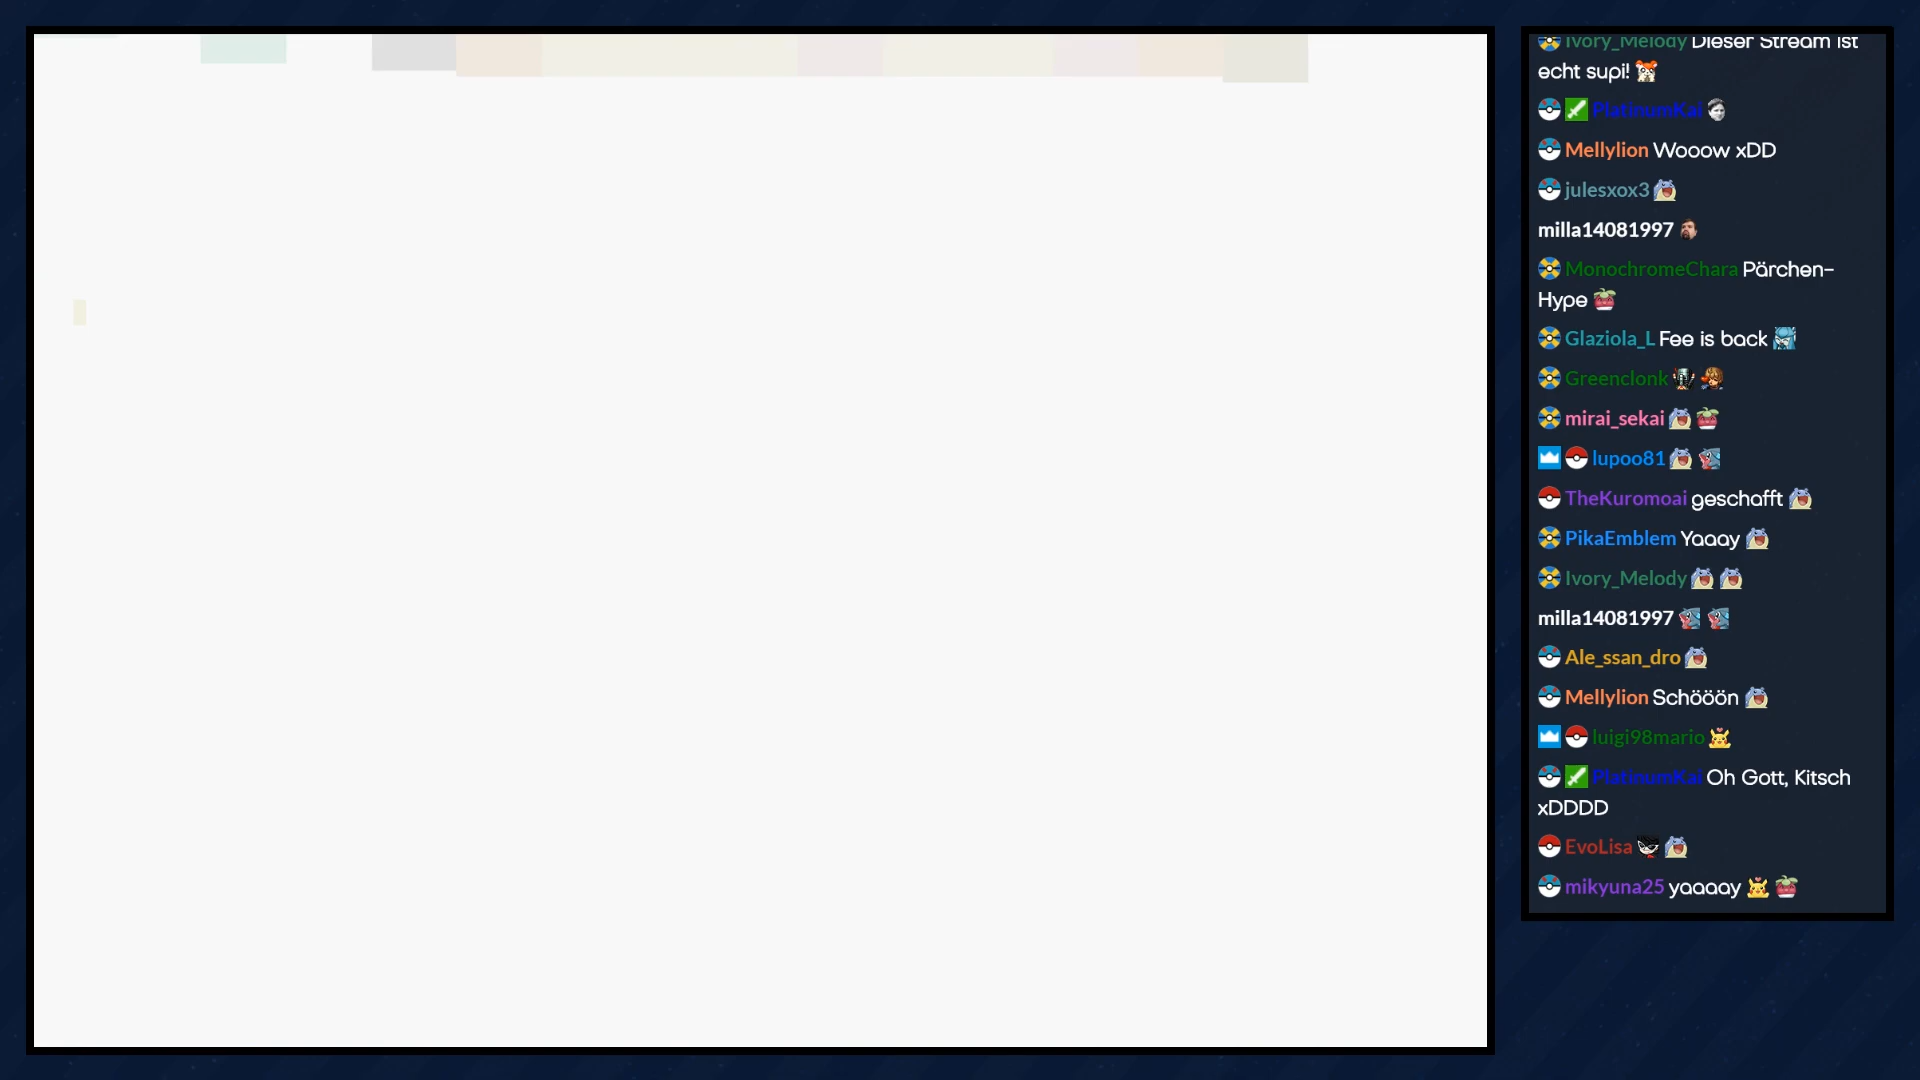 Ivory_Melody Dieser Stream ist
echt supi!
PlatinumKai
Mellylion Wooow xDD
julesxox3
milla14081997
MonochromeChara Pärchen-
Hype
Glaziola_L Fee is back
Greenclonk
mirai_sekai
lupoo81
TheKuromoai geschafft
PikaEmblem Yaaay
Ivory_Melody
milla14081997
Ale_ssan_dro
Mellylion Schööön
luigi98mario
PlatinumKai Oh Gott, Kitsch
xDDDD
EvoLisa
mikyuna25 yaaaay